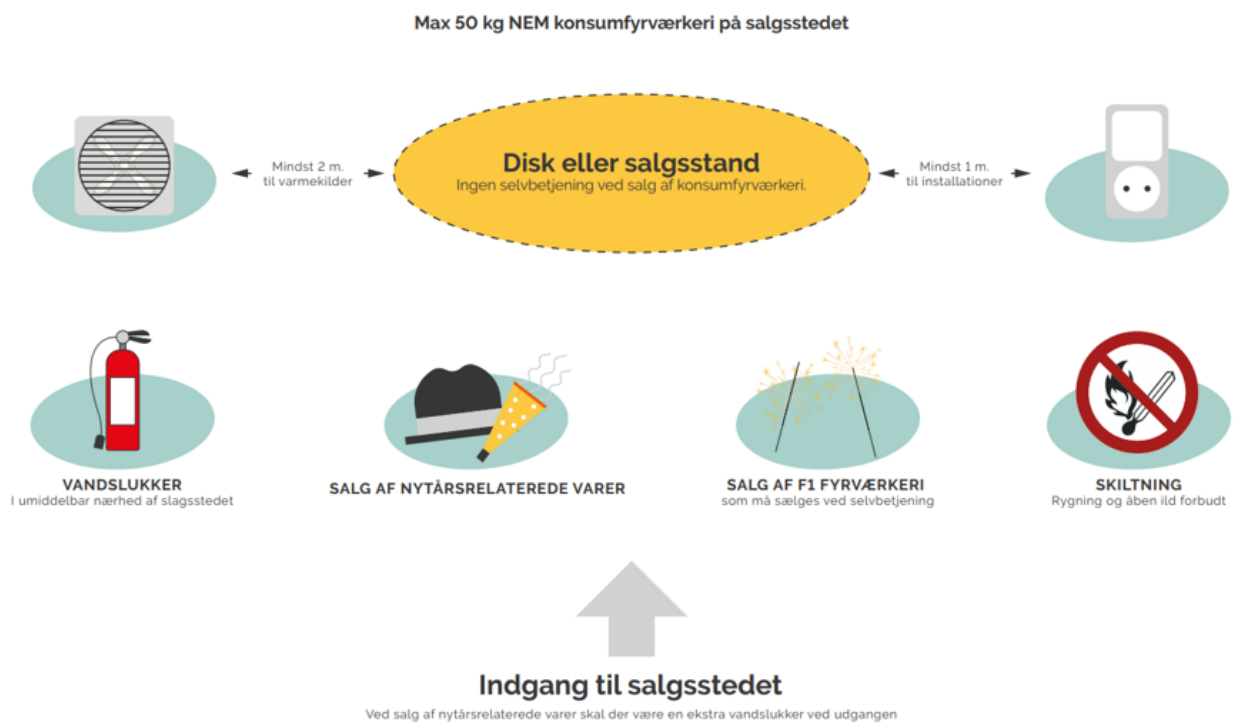 Max 50 kg NEM konsumfyrværkeri på salgsstedet
Mindst 2 m.
til varmekilder
Disk eller salgsstand
Ingen selvbetjening ved salg af konsumfyrværkeri.
Mindst 1 m.
til installationer
VANDSLUKKER
I umiddelbar nærhed af slagsstedet
SALG AF NYTÅRSRELATEREDE VARER
SALG AF F1 FYRVÆRKERI
som må sælges ved selvbetjening
SKILTNING
Rygning og åben ild forbudt
Indgang til salgsstedet
Ved salg af nytårsrelaterede varer skal der være en ekstra vandslukker ved udgangen